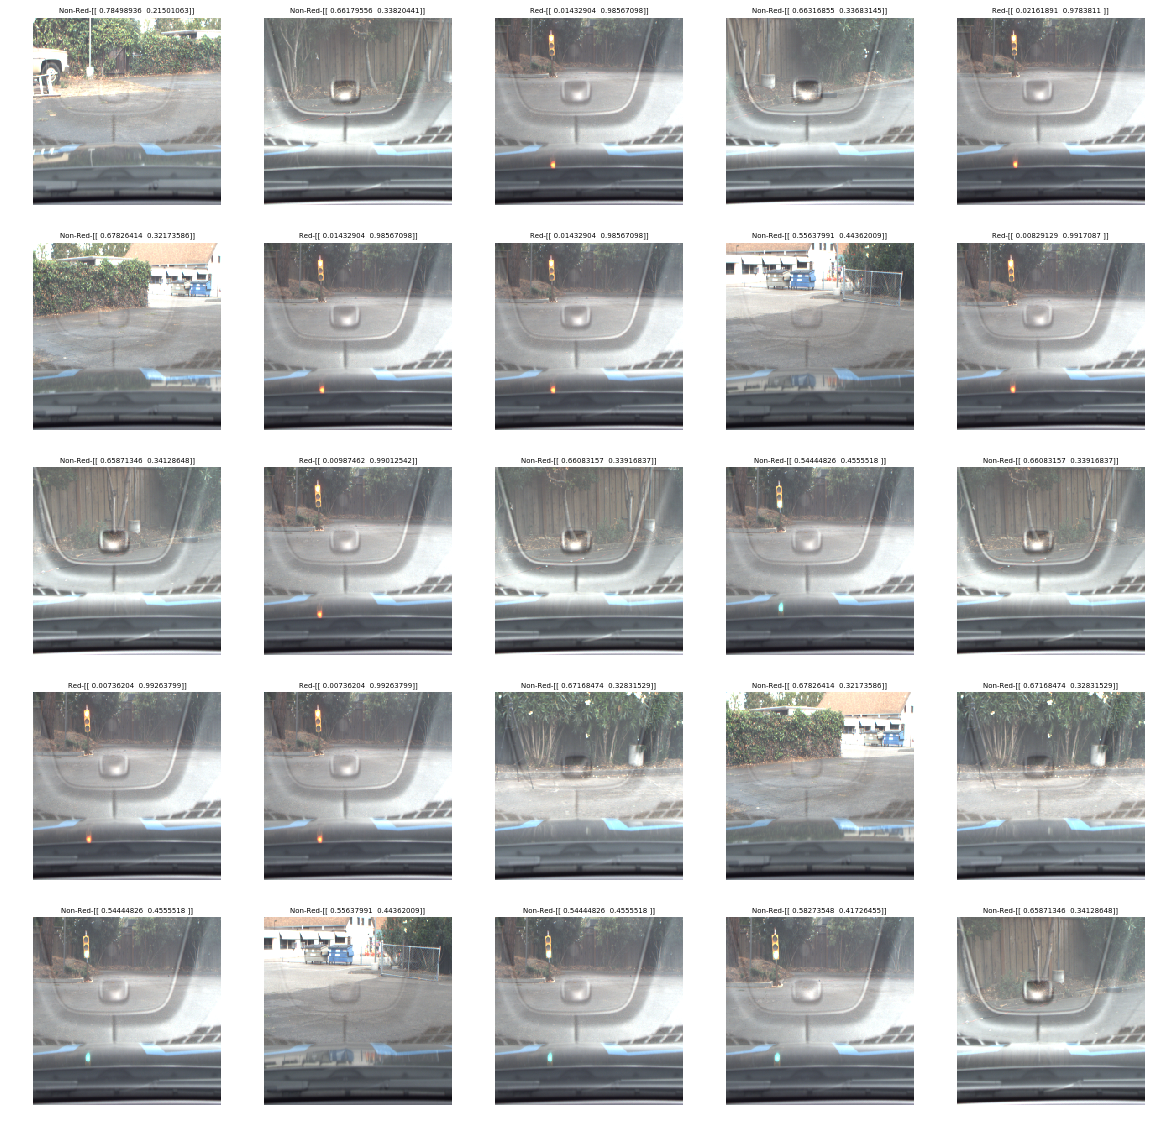 Non-Red-[[ 0.78498936  0.21501063]]
Non-Red-[[ 0.66179556  0.33820441]]
Red-[[ 0.01432904  0.98567098]]
Non-Red-[[ 0.66316855  0.33683145]]
Red-[[ 0.02161891  0.9783811 ]]
Non-Red-[[ 0.67826414  0.32173586]]
Red-[[ 0.01432904  0.98567098]]
Red-[[ 0.01432904  0.98567098]]
Non-Red-[[ 0.55637991  0.44362009]]
Red-[[ 0.00829129  0.9917087 ]]
Non-Red-[[ 0.65871346  0.34128648]]
Red-[[ 0.00987462  0.99012542]]
Non-Red-[[ 0.66083157  0.33916837]]
Non-Red-[[ 0.54444826  0.4555518 ]]
Non-Red-[[ 0.66083157  0.33916837]]
Red-[[ 0.00736204  0.99263799]]
Red-[[ 0.00736204  0.99263799]]
Non-Red-[[ 0.67168474  0.32831529]]
Non-Red-[[ 0.67826414  0.32173586]]
Non-Red-[[ 0.67168474  0.32831529]]
Non-Red-[[ 0.54444826  0.4555518 ]]
Non-Red-[[ 0.55637991  0.44362009]]
Non-Red-[[ 0.54444826  0.4555518 ]]
Non-Red-[[ 0.58273548  0.41726455]]
Non-Red-[[ 0.65871346  0.34128648]]